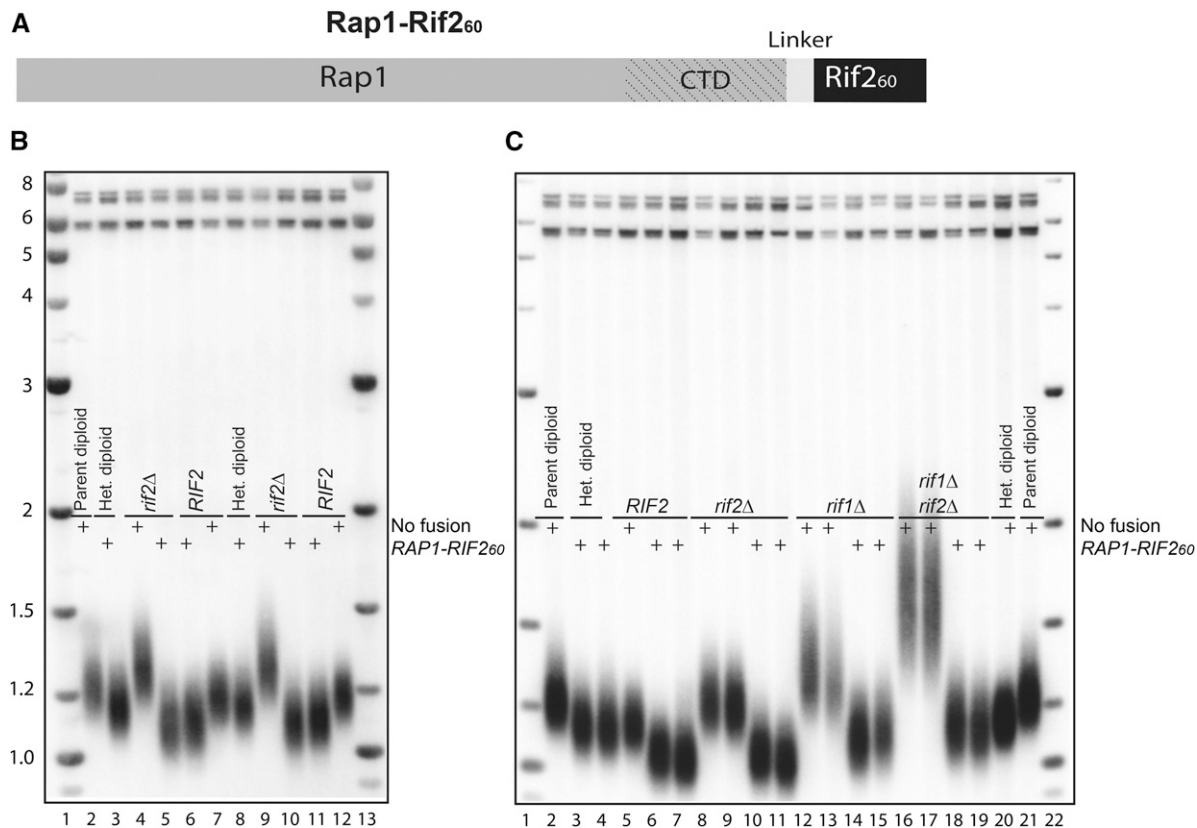 A
Rap1-Rif2₆₀
Linker
Rap1
CTD
Rif2₆₀
B
8
6
5
4
3
2
1.5
1.2
1.0
Parent diploid
Het. diploid
rif2Δ
RIF2
Het. diploid
rif2Δ
RIF2
+ + + + + + No fusion
+ + + + + + RAP1-RIF2₆₀
1 2 3 4 5 6 7 8 9 10 11 12 13
C
Parent diploid
Het. diploid
RIF2
rif2Δ
rif1Δ
rif1Δ
rif2Δ
Het. diploid
Parent diploid
+ + + + + + + + + + No fusion
+ + + + + + + + + + RAP1-RIF2₆₀
1 2 3 4 5 6 7 8 9 10 11 12 13 14 15 16 17 18 19 20 21 22